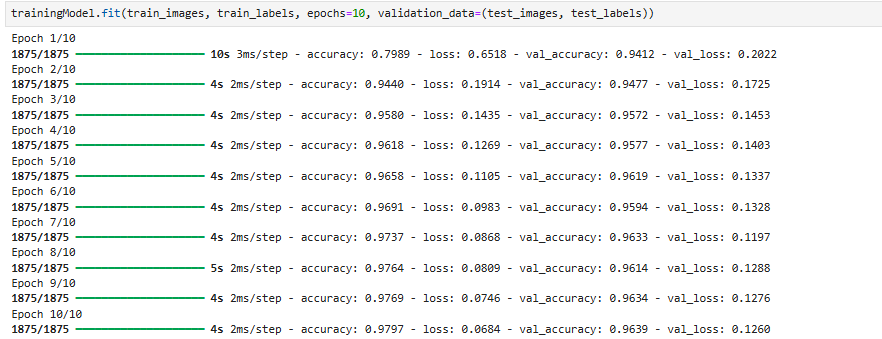 trainingModel.fit(train_images, train_labels, epochs=10, validation_data=(test_images, test_labels))
Epoch 1/10
1875/1875 10s 3ms/step - accuracy: 0.7989 - loss: 0.6518 - val_accuracy: 0.9412 - val_loss: 0.2022
Epoch 2/10
1875/1875 4s 2ms/step - accuracy: 0.9440 - loss: 0.1914 - val_accuracy: 0.9477 - val_loss: 0.1725
Epoch 3/10
1875/1875 4s 2ms/step - accuracy: 0.9580 - loss: 0.1435 - val_accuracy: 0.9572 - val_loss: 0.1453
Epoch 4/10
1875/1875 4s 2ms/step - accuracy: 0.9618 - loss: 0.1269 - val_accuracy: 0.9577 - val_loss: 0.1403
Epoch 5/10
1875/1875 4s 2ms/step - accuracy: 0.9658 - loss: 0.1105 - val_accuracy: 0.9619 - val_loss: 0.1337
Epoch 6/10
1875/1875 4s 2ms/step - accuracy: 0.9691 - loss: 0.0983 - val_accuracy: 0.9594 - val_loss: 0.1328
Epoch 7/10
1875/1875 4s 2ms/step - accuracy: 0.9737 - loss: 0.0868 - val_accuracy: 0.9633 - val_loss: 0.1197
Epoch 8/10
1875/1875 5s 2ms/step - accuracy: 0.9764 - loss: 0.0809 - val_accuracy: 0.9614 - val_loss: 0.1288
Epoch 9/10
1875/1875 4s 2ms/step - accuracy: 0.9769 - loss: 0.0746 - val_accuracy: 0.9634 - val_loss: 0.1276
Epoch 10/10
1875/1875 4s 2ms/step - accuracy: 0.9797 - loss: 0.0684 - val_accuracy: 0.9639 - val_loss: 0.1260